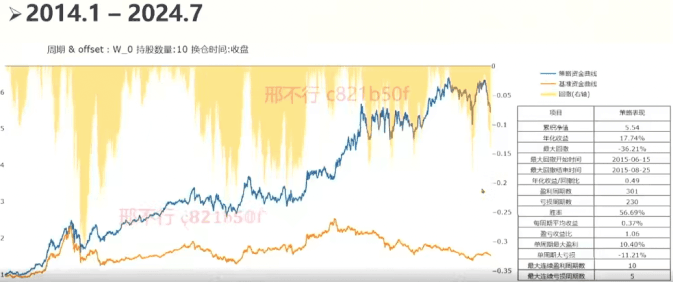 ➢2014.1 – 2024.7
周期 & offset : W_0 持股数量:10 换仓时间:收盘
邢不行 c821b50f
邢不行 c821b50f
6
5
4
3
2
1
0
−0.05
−0.1
−0.15
−0.2
−0.25
−0.3
−0.35
策略资金曲线
基准资金曲线
回撤(右轴)
项目 策略表现
累积净值 5.54
年化收益 17.74%
最大回撤 -36.21%
最大回撤开始时间 2015-06-15
最大回撤结束时间 2015-08-25
年化收益/回撤比 0.49
盈利周期数 301
亏损周期数 230
胜率 56.69%
每周期平均收益 0.37%
盈亏收益比 1.06
单周期最大盈利 10.40%
单周期大亏损 -11.21%
最大连续盈利周期数 10
最大连续亏损周期数 5